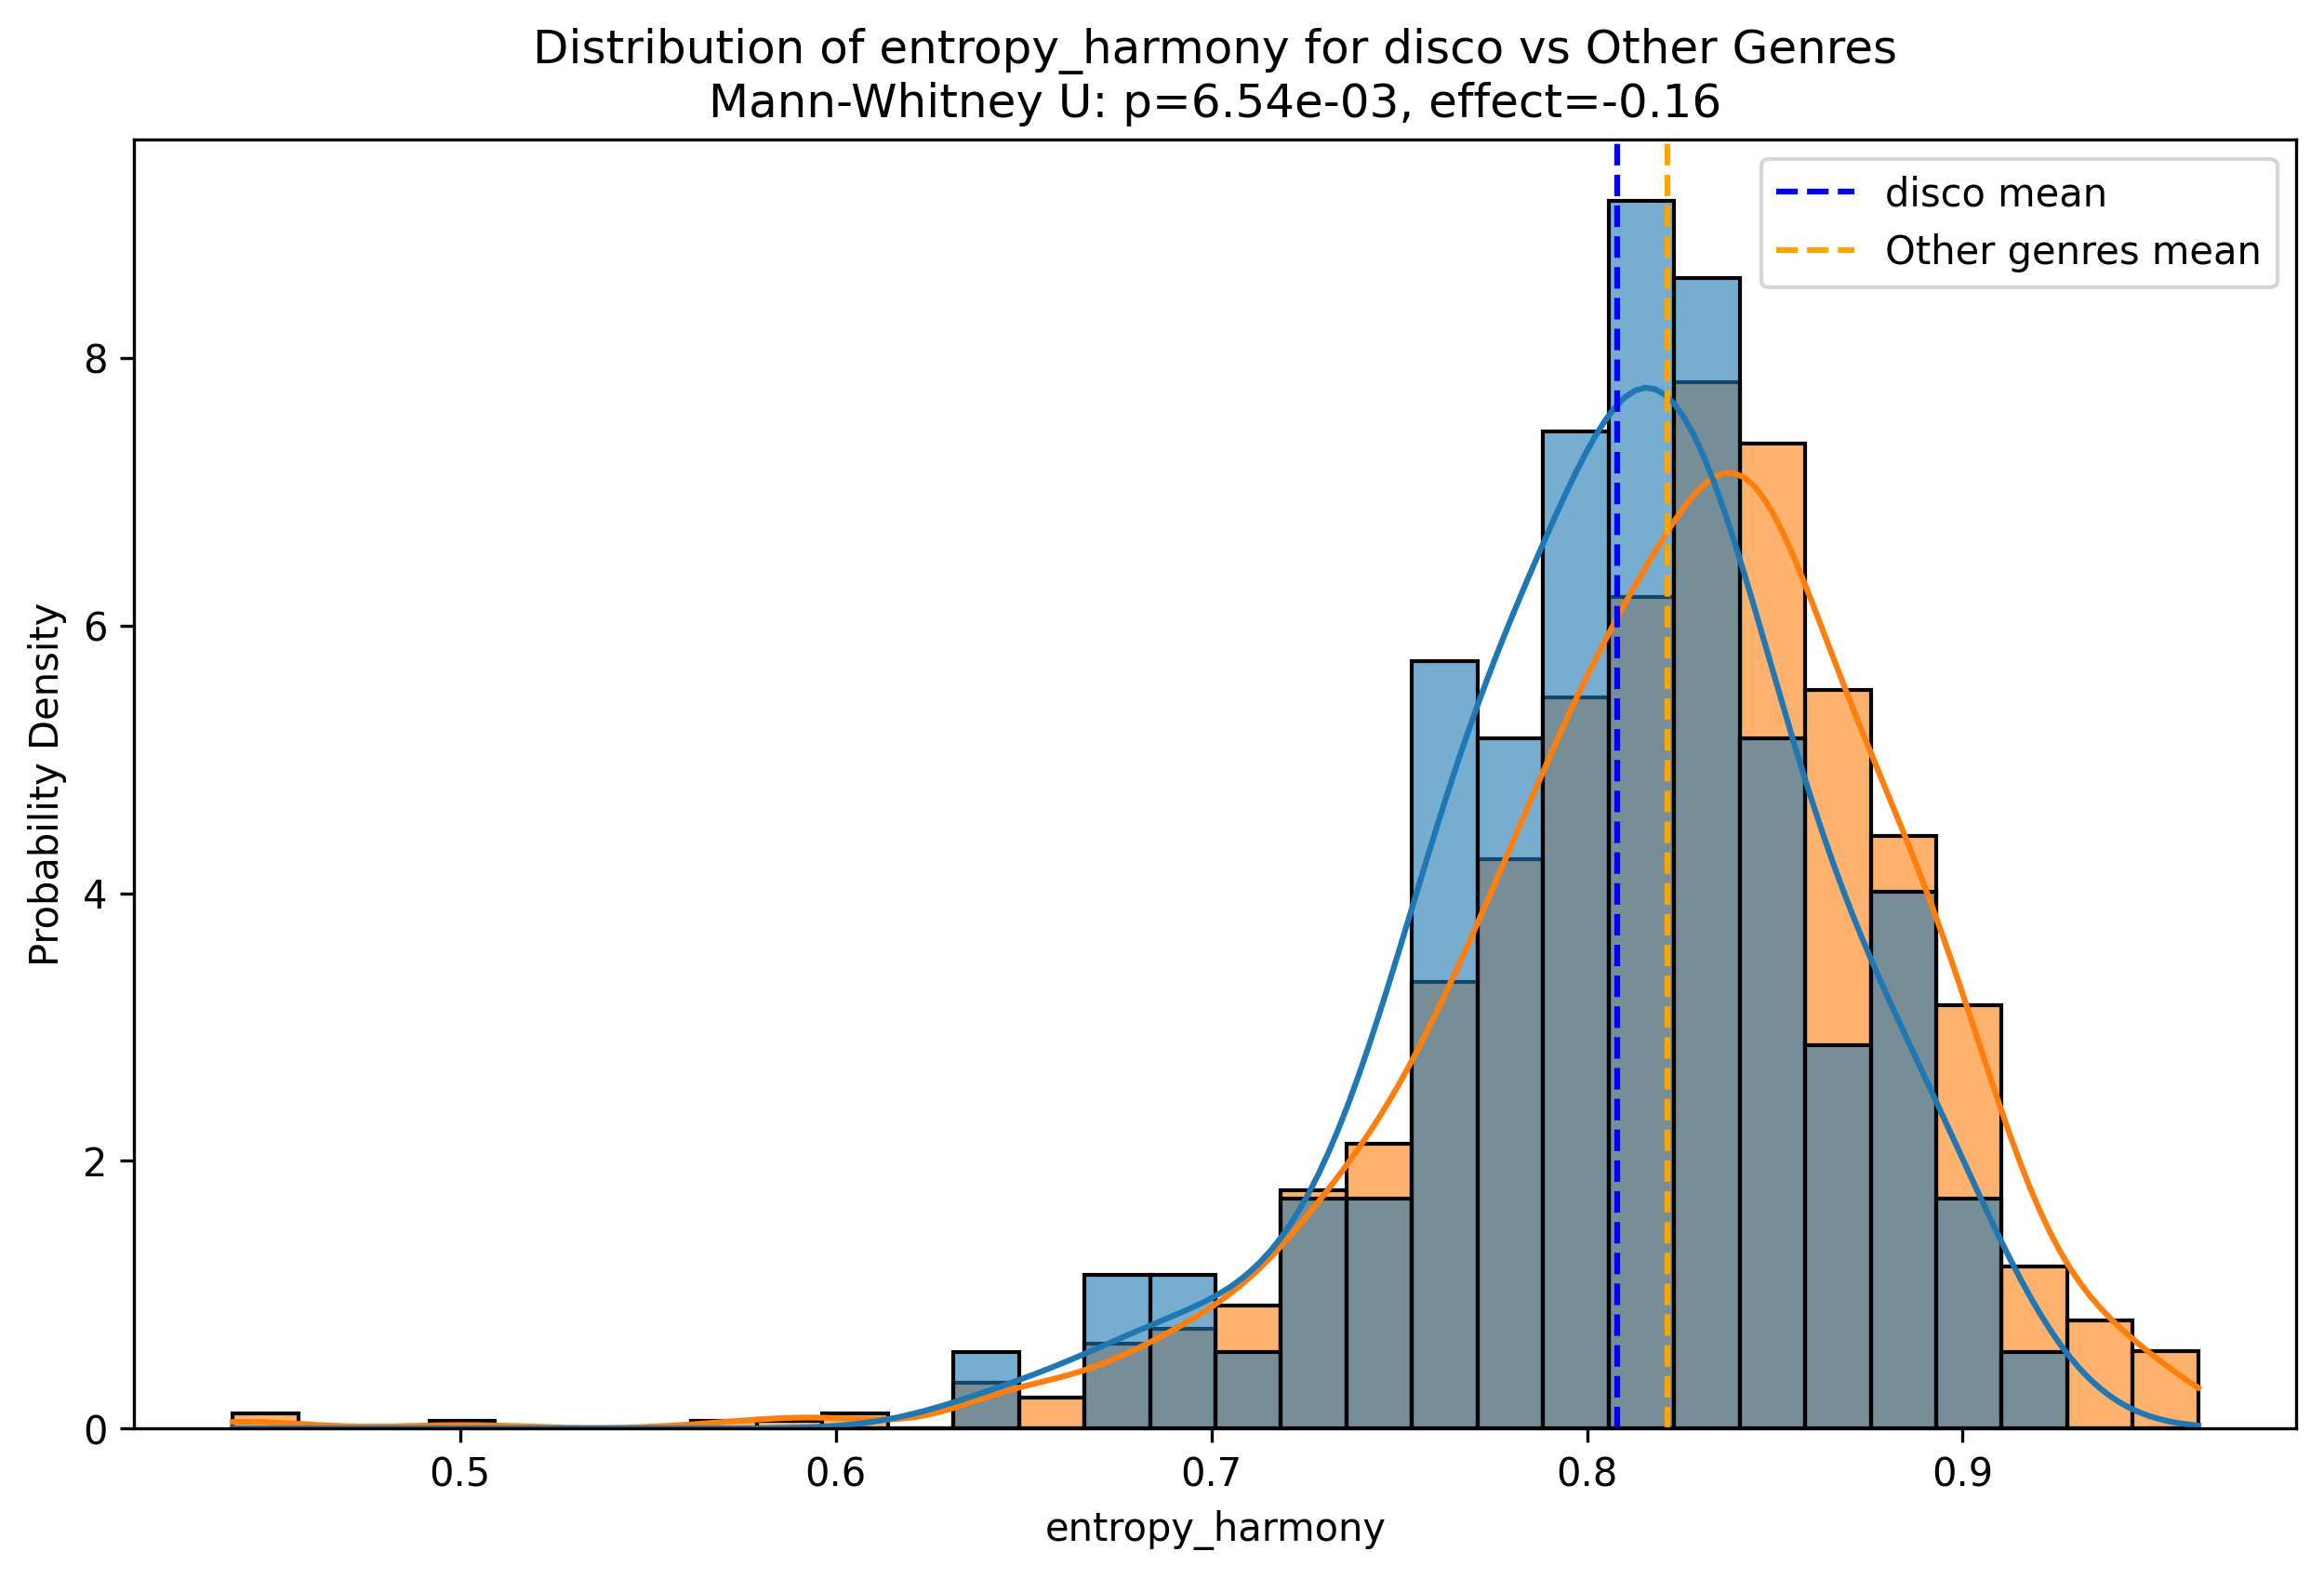 Distribution of entropy_harmony for disco vs Other Genres
Mann-Whitney U: p=6.54e-03, effect=-0.16
disco mean
Other genres mean
Probability Density
8
6
4
2
0
0.5 0.6 0.7 0.8 0.9
entropy_harmony